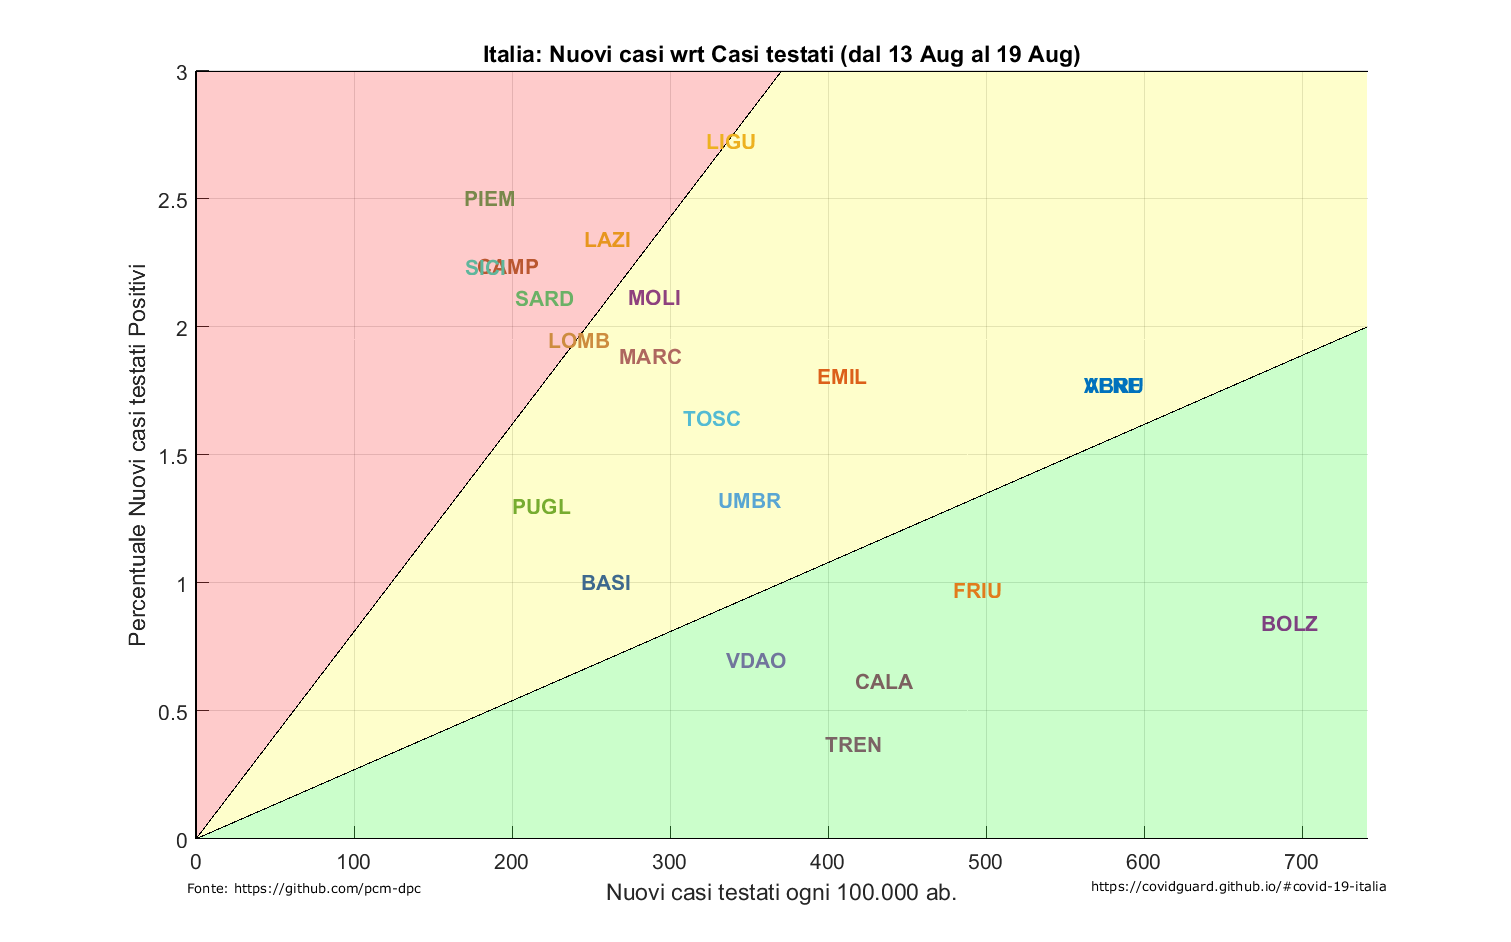 Italia: Nuovi casi wrt Casi testati (dal 13 Aug al 19 Aug)
3
LIGU
2.5
PIEM
LAZI
SICI
CAMP
SARD
MOLI
2
LOMB
MARC
EMIL
TOSC
1.5
PUGL
UMBR
1
BASI
FRIU
BOLZ
VDAO
CALA
0.5
TREN
0
Percentuale Nuovi casi testati Positivi
0 100 200 300 400 500 600 700
Nuovi casi testati ogni 100.000 ab.
Fonte: https://github.com/pcm-dpc
https://covidguard.github.io/#covid-19-italia